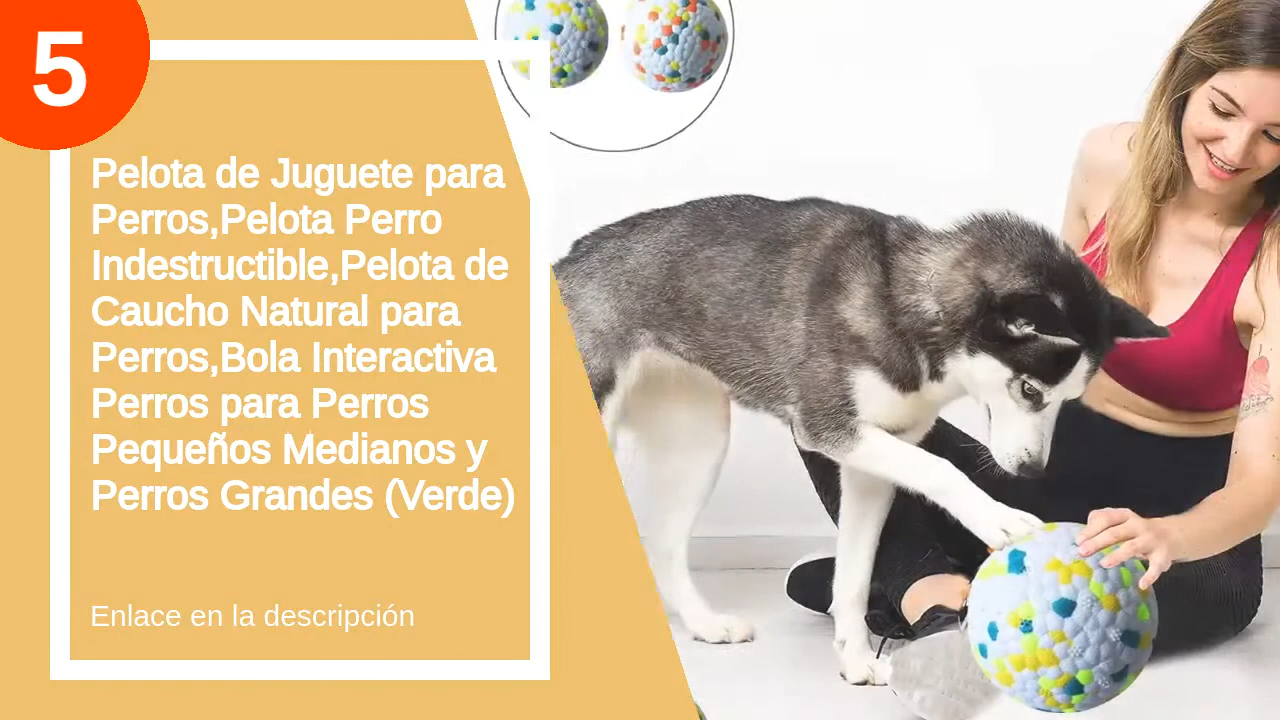 5
Pelota de Juguete para
Perros,Pelota Perro
Indestructible,Pelota de
Caucho Natural para
Perros,Bola Interactiva
Perros para Perros
Pequeños Medianos y
Perros Grandes (Verde)
Enlace en la descripción